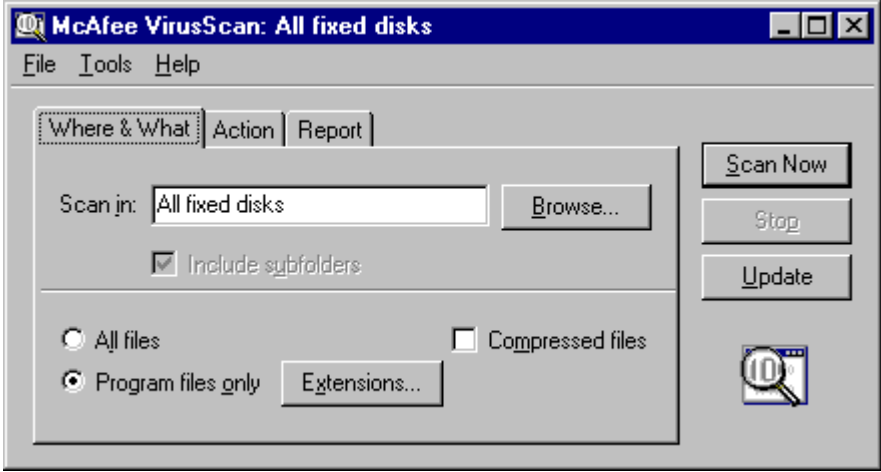 McAfee VirusScan: All fixed disks
File Tools Help
Where & What Action Report
Scan Now
Scan in: All fixed disks Browse...
Stop
Include subfolders
Update
All files Compressed files
Program files only Extensions...